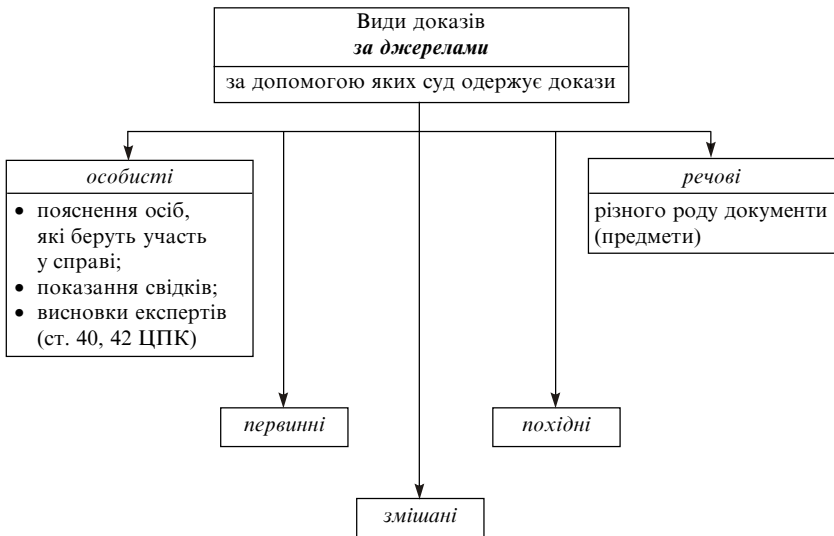 Види доказів
за джерелами
за допомогою яких суд одержує докази
особисті
• пояснення осіб,
які беруть участь
у справі;
• показання свідків;
• висновки експертів
(ст. 40, 42 ЦПК)
речові
різного роду документи
(предмети)
первинні
похідні
змішані